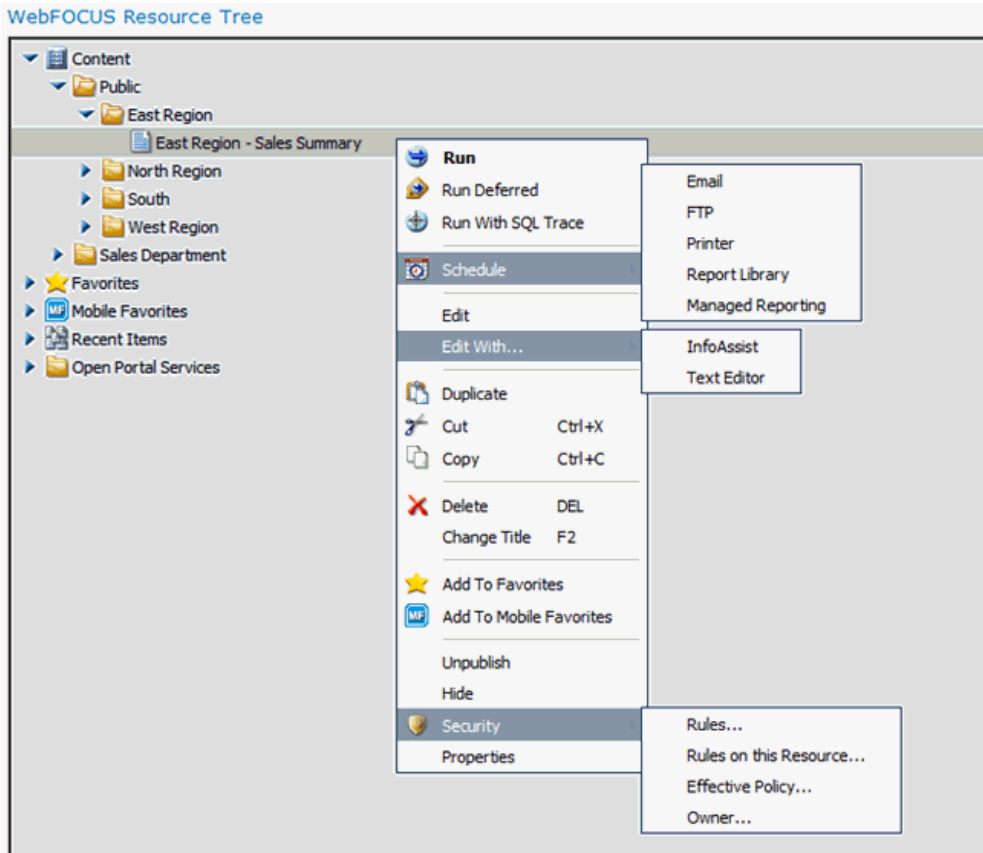 WebFOCUS Resource Tree
Content
Public
East Region
East Region - Sales Summary
North Region
South
West Region
Sales Department
Favorites
MF Mobile Favorites
Recent Items
Open Portal Services
Run
Run Deferred
Run With SQL Trace
Schedule
Edit
Edit With...
Duplicate
Cut Ctrl+X
Copy Ctrl+C
Delete DEL
Change Title F2
Add To Favorites
MF Add To Mobile Favorites
Unpublish
Hide
Security
Properties
Email
FTP
Printer
Report Library
Managed Reporting
InfoAssist
Text Editor
Rules...
Rules on this Resource...
Effective Policy...
Owner...